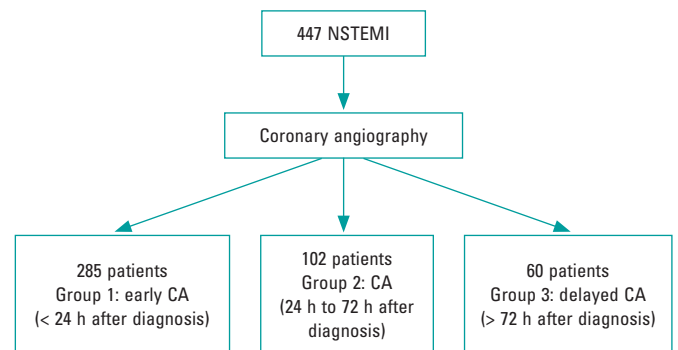 447 NSTEMI
Coronary angiography
285 patients
Group 1: early CA
(< 24 h after diagnosis)
102 patients
Group 2: CA
(24 h to 72 h after
diagnosis)
60 patients
Group 3: delayed CA
(> 72 h after diagnosis)